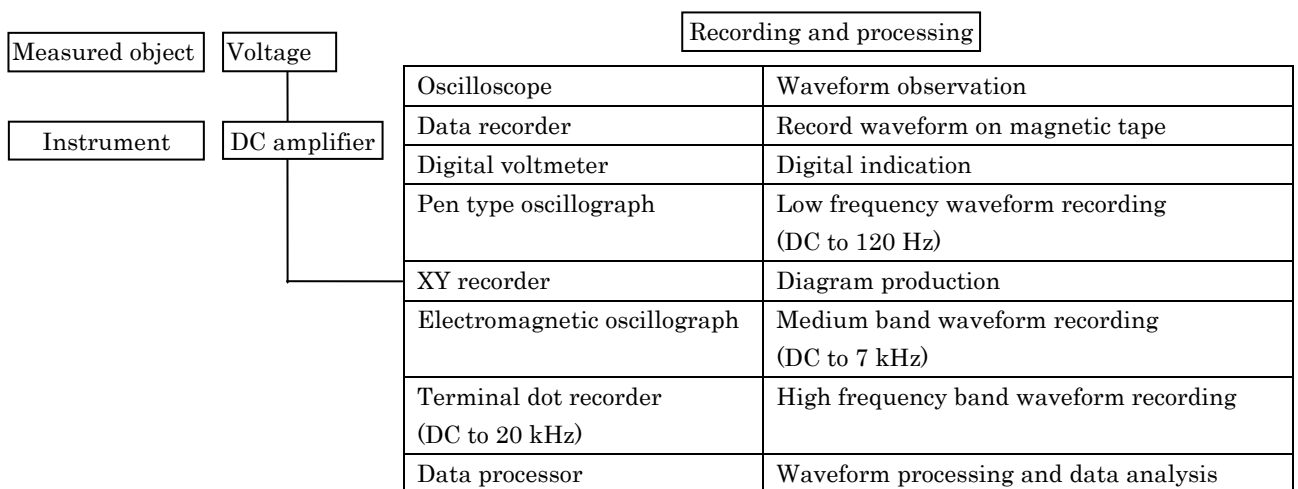 Recording and processing
Measured object Voltage
Instrument DC amplifier
Oscilloscope Waveform observation
Data recorder Record waveform on magnetic tape
Digital voltmeter Digital indication
Pen type oscillograph Low frequency waveform recording
(DC to 120 Hz)
XY recorder Diagram production
Electromagnetic oscillograph Medium band waveform recording
(DC to 7 kHz)
Terminal dot recorder High frequency band waveform recording
(DC to 20 kHz)
Data processor Waveform processing and data analysis